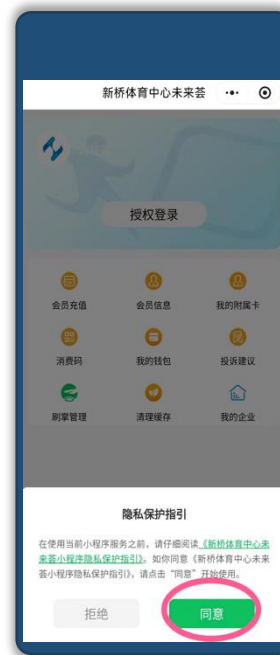 新桥体育中心未来荟
授权登录
会员充值 会员信息 我的附属卡
消费码 我的钱包 投诉建议
刷掌管理 清理缓存 我的企业
隐私保护指引
在使用当前小程序服务之前，请仔细阅读《新桥体育中心未
来荟小程序隐私保护指引》。如你同意《新桥体育中心未来
荟小程序隐私保护指引》，请点击“同意”开始使用。
拒绝 同意